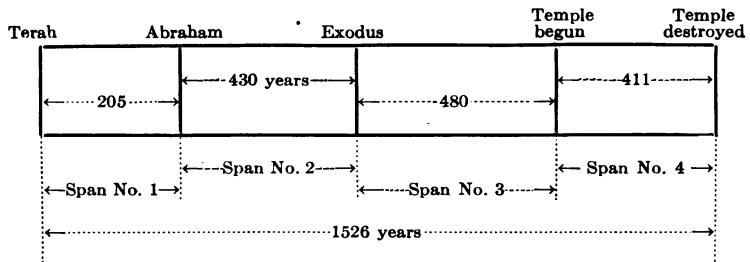 Terah Abraham Exodus Temple begun Temple destroyed
430 years 411
205 480
Span No. 2 Span No. 4
Span No. 1 Span No. 3
1526 years